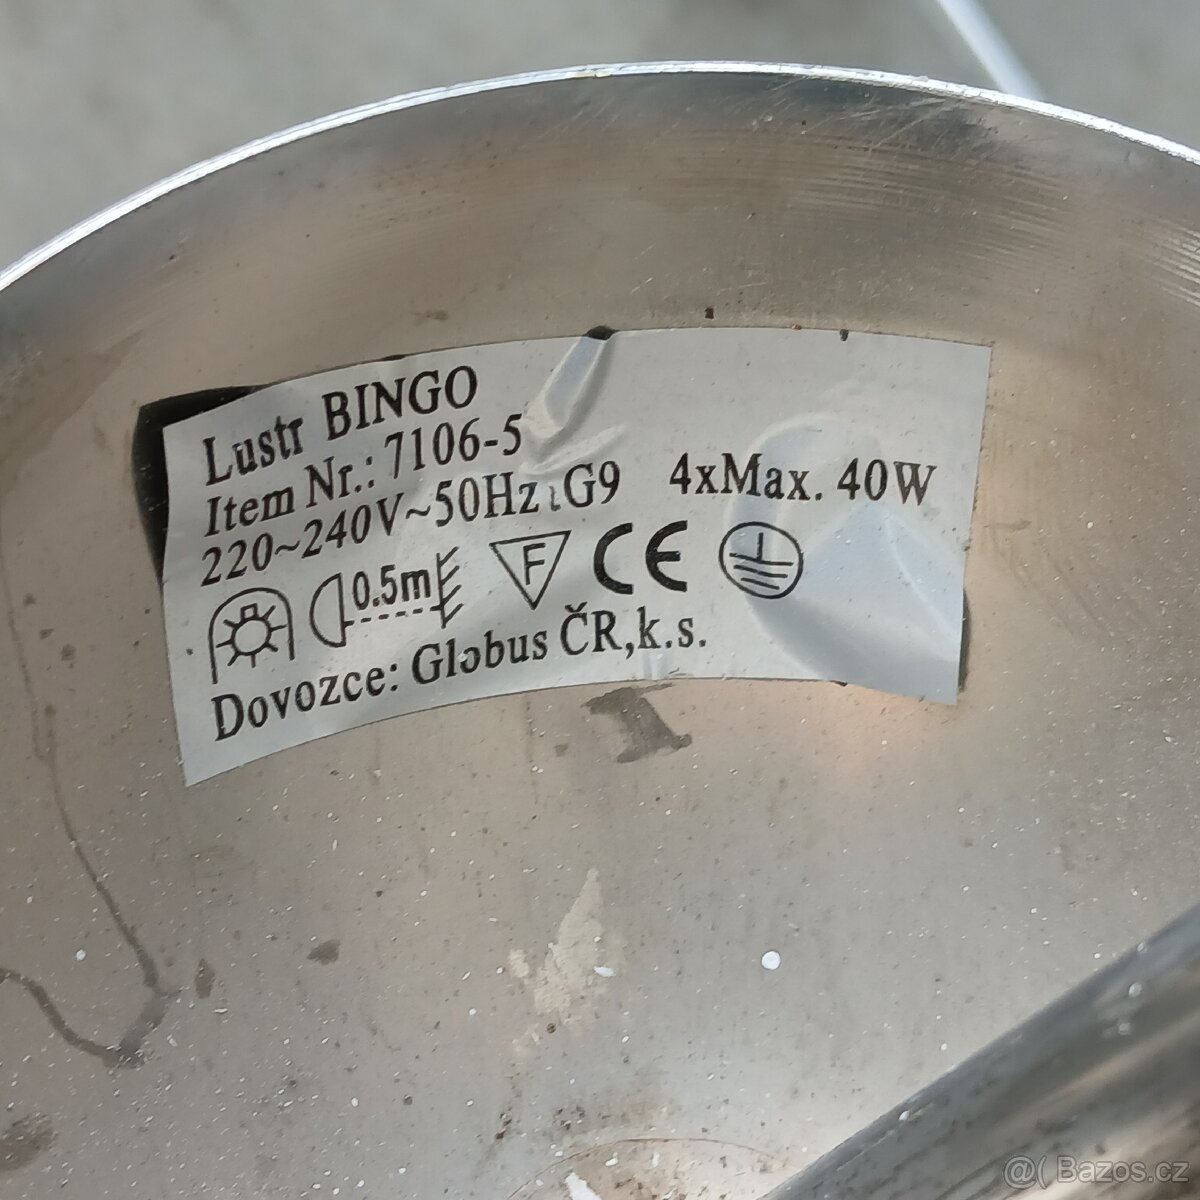 Lustr BINGO
Item Nr.: 7106-5
220~240V~50Hz G9 4xMax. 40W
0.5m F CE
Dovozce: Globus ČR,k.s.
@( Bazos.cz